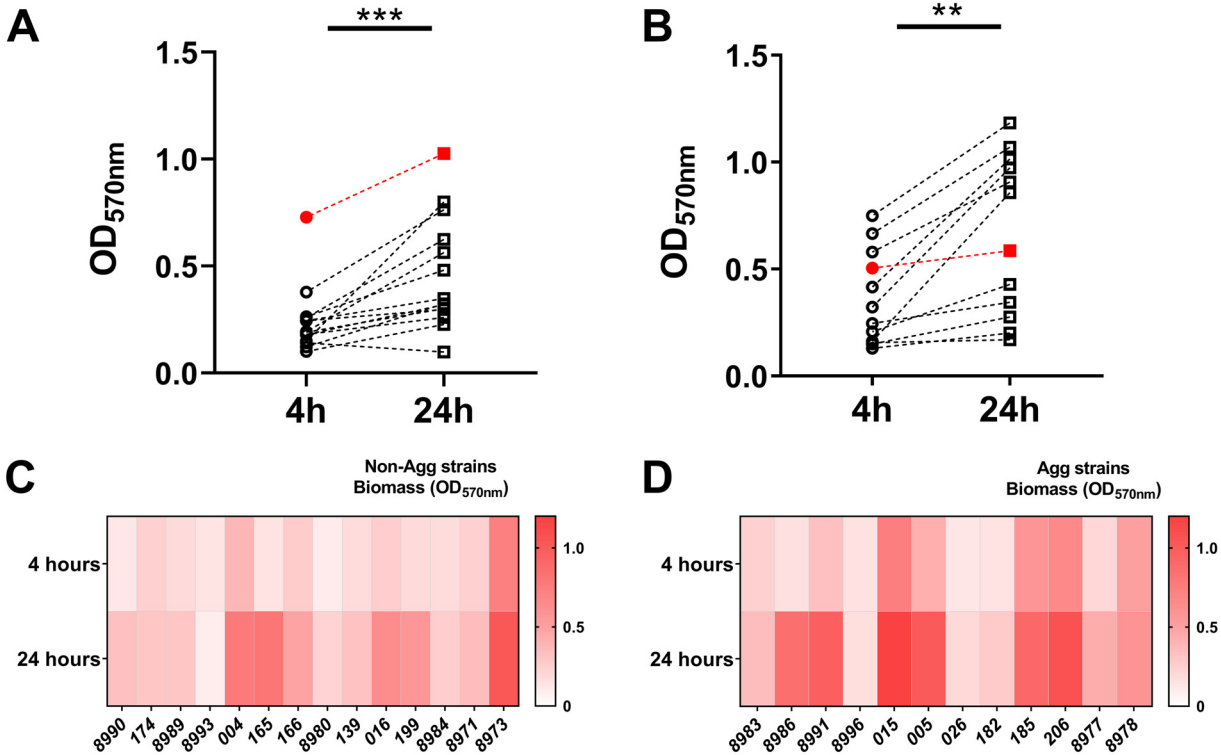 A
***
OD570nm
1.5
1.0
0.5
0.0
4h
24h
B
**
OD570nm
1.5
1.0
0.5
0.0
4h
24h
C
Non-Agg strains
Biomass (OD570nm)
4 hours
24 hours
8990 174 8989 8993 004 165 166 8980 139 016 199 8984 8971 8973
1.0
0.5
0
D
Agg strains
Biomass (OD570nm)
4 hours
24 hours
8983 8986 8991 8996 015 005 026 182 185 206 8977 8978
1.0
0.5
0